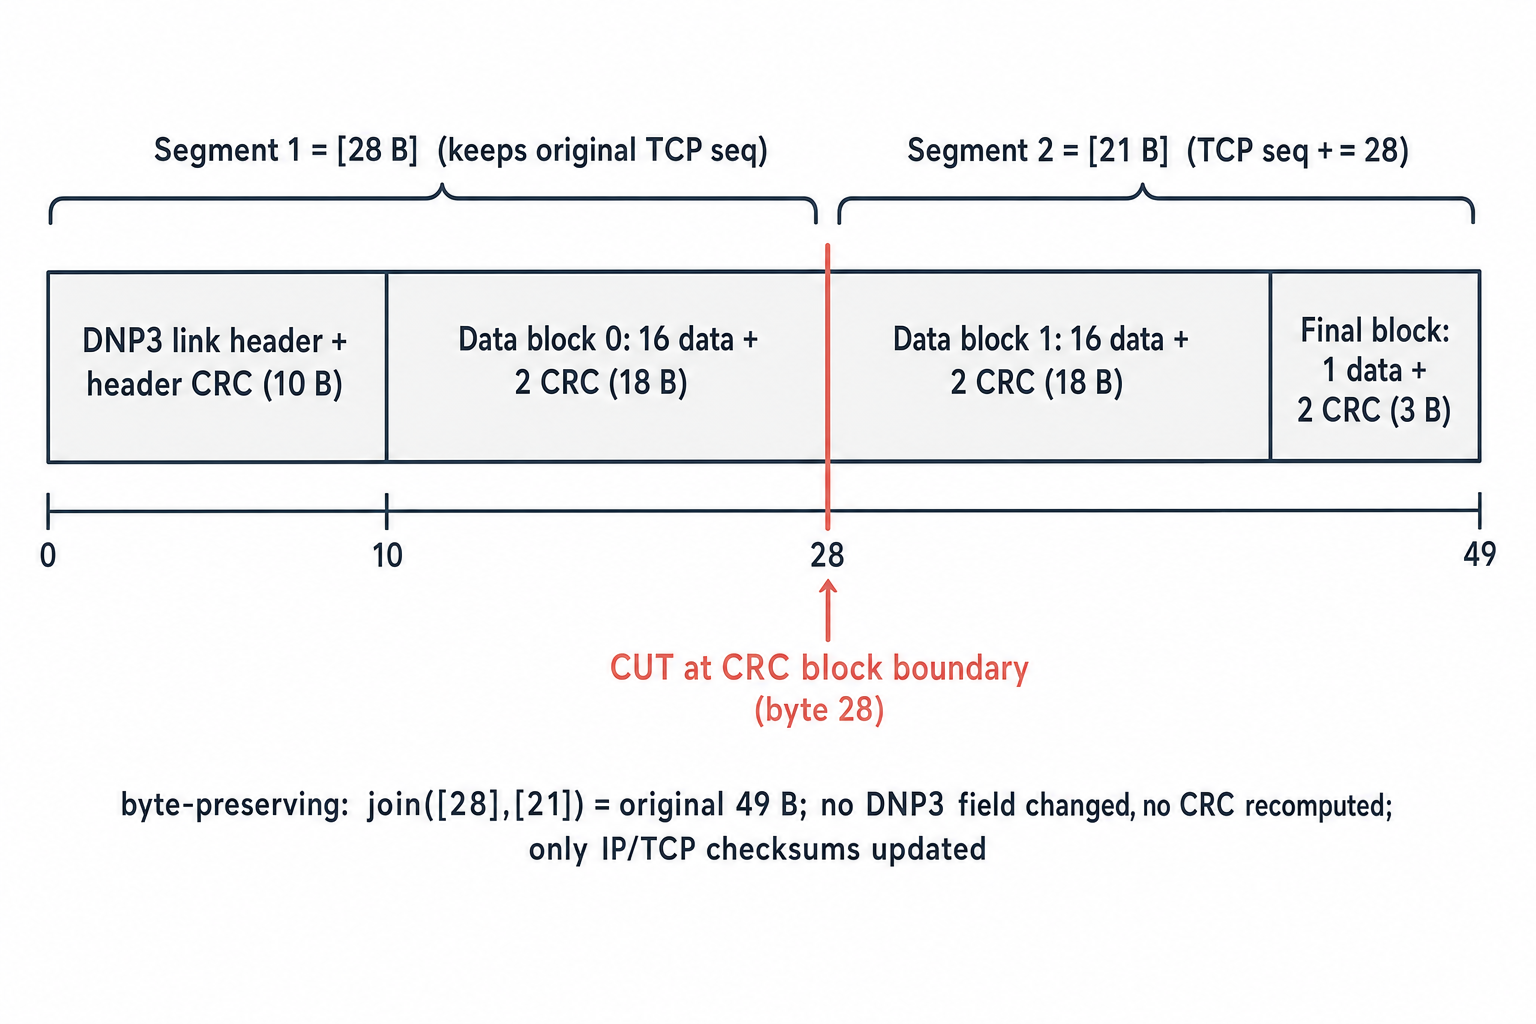 Segment 1 = [28 B] (keeps original TCP seq)
Segment 2 = [21 B] (TCP seq += 28)
DNP3 link header +
header CRC (10 B)
Data block 0: 16 data +
2 CRC (18 B)
Data block 1: 16 data +
2 CRC (18 B)
Final block:
1 data +
2 CRC (3 B)
0
10
28
49
CUT at CRC block boundary
(byte 28)
byte-preserving: join([28],[21]) = original 49 B; no DNP3 field changed, no CRC recomputed;
only IP/TCP checksums updated